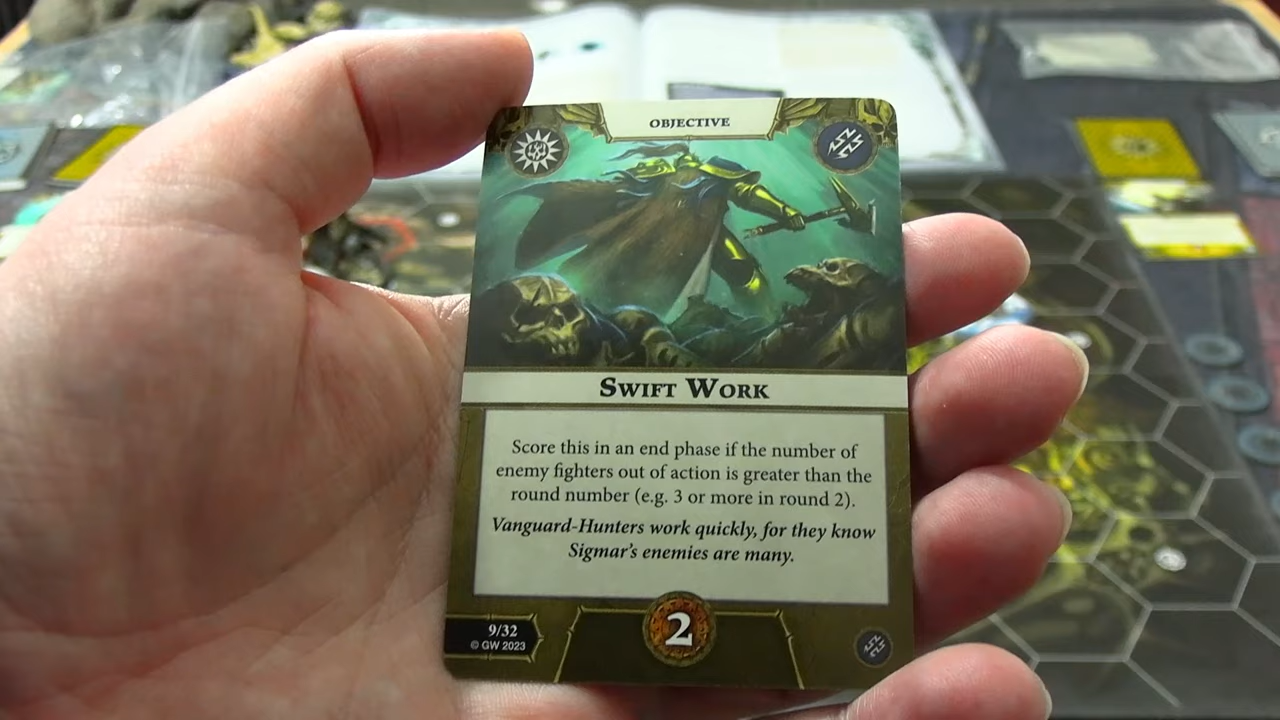 OBJECTIVE
SWIFT WORK
Score this in an end phase if the number of
enemy fighters out of action is greater than the
round number (e.g. 3 or more in round 2).
Vanguard-Hunters work quickly, for they know
Sigmar's enemies are many.
2
9/32
© GW 2023